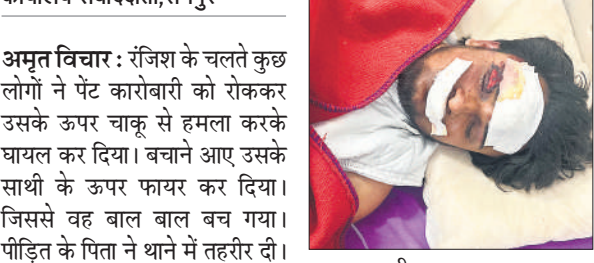 अमृत विचार : रंजिश के चलते कुछ
लोगों ने पेंट कारोबारी को रोककर
उसके ऊपर चाकू से हमला करके
घायल कर दिया। बचाने आए उसके
साथी के ऊपर फायर कर दिया।
जिससे वह बाल बाल बच गया।
पीड़ित के पिता ने थाने में तहरीर दी।